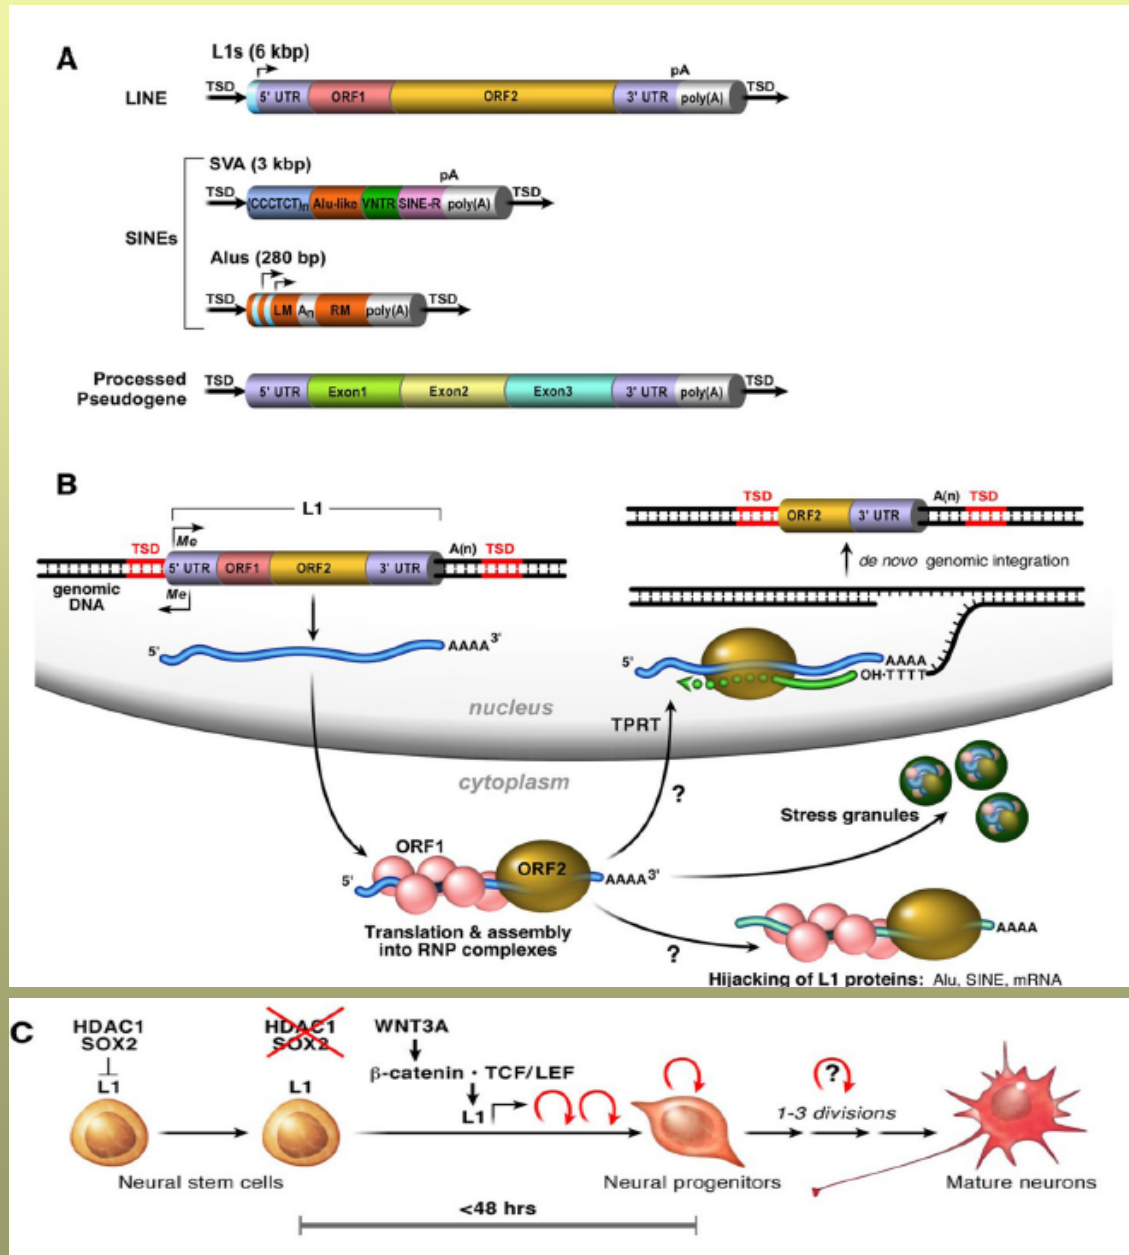 A
L1s (6 kbp)
LINE
TSD
5' UTR
ORF1
ORF2
3' UTR
pA
poly(A)
TSD
SINEs
SVA (3 kbp)
TSD
(CCCTCT)n
Alu-like
VNTR
SINE-R
pA
poly(A)
TSD
Alus (280 bp)
TSD
LM
An
RM
poly(A)
TSD
Processed
Pseudogene
TSD
5' UTR
Exon1
Exon2
Exon3
3' UTR
poly(A)
TSD
B
L1
Me
TSD
5' UTR
ORF1
ORF2
3' UTR
A(n)
TSD
genomic
DNA
Me
5'
AAAA3'
TSD
ORF2
3' UTR
A(n)
TSD
de novo genomic integration
5'
AAAA
OH·TTTT
TPRT
nucleus
cytoplasm
?
Stress granules
ORF1
ORF2
5'
AAAA3'
Translation & assembly
into RNP complexes
?
AAAA
Hijacking of L1 proteins: Alu, SINE, mRNA
C
HDAC1
SOX2
L1
HDAC1
SOX2
L1
WNT3A
β-catenin · TCF/LEF
L1
?
1-3 divisions
Neural stem cells
Neural progenitors
Mature neurons
<48 hrs